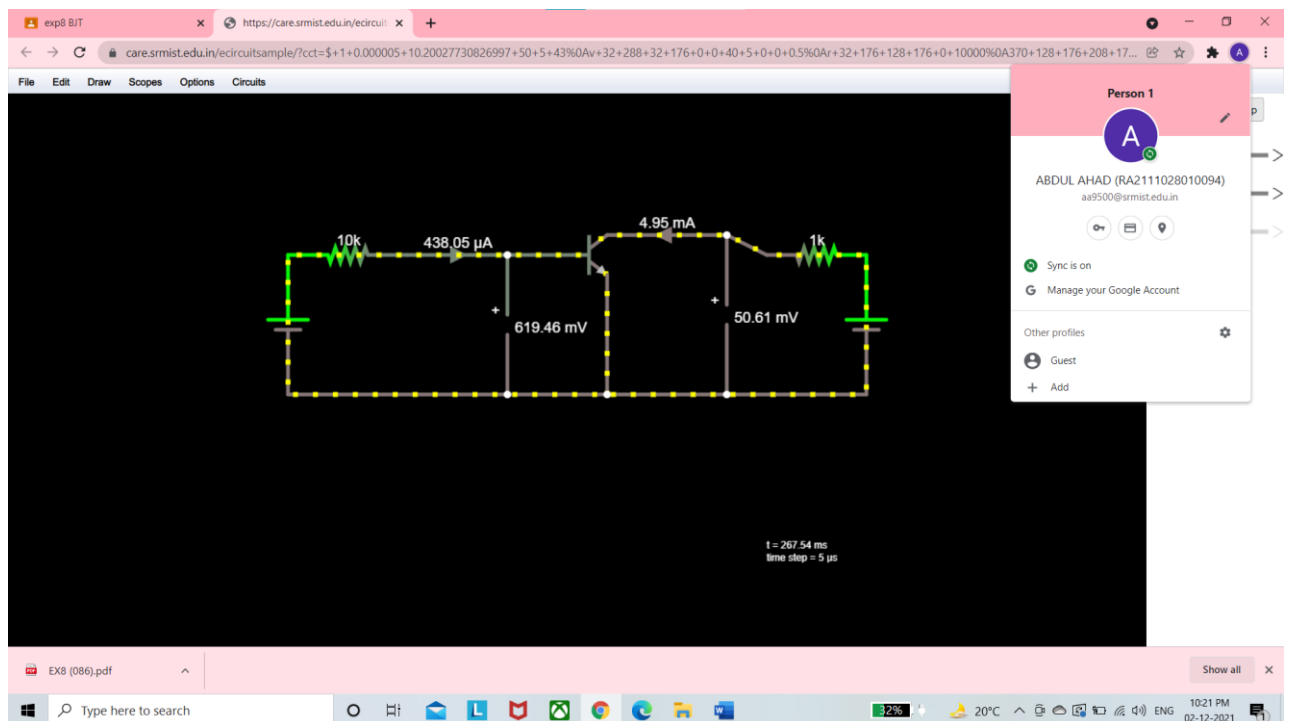 exp8 BJT
https://care.srmist.edu.in/ecircuit
care.srmist.edu.in/ecircuitsample/?cct=$+1+0.000005+10.20027730826997+50+5+43%0Av+32+288+32+176+0+0+40+5+0+0+0.5%0Ar+32+176+128+176+0+10000%0A370+128+176+208+17...
A
File Edit Draw Scopes Options Circuits
Person 1
p
A
ABDUL AHAD (RA2111028010094)
aa9500@srmist.edu.in
Sync is on
G Manage your Google Account
Other profiles
Guest
+ Add
10k
438.05 µA
4.95 mA
1k
+
619.46 mV
+
50.61 mV
t = 267.54 ms
time step = 5 µs
EX8 (086).pdf
Show all
Type here to search
32%
20°C
ENG
10:21 PM
02-12-2021